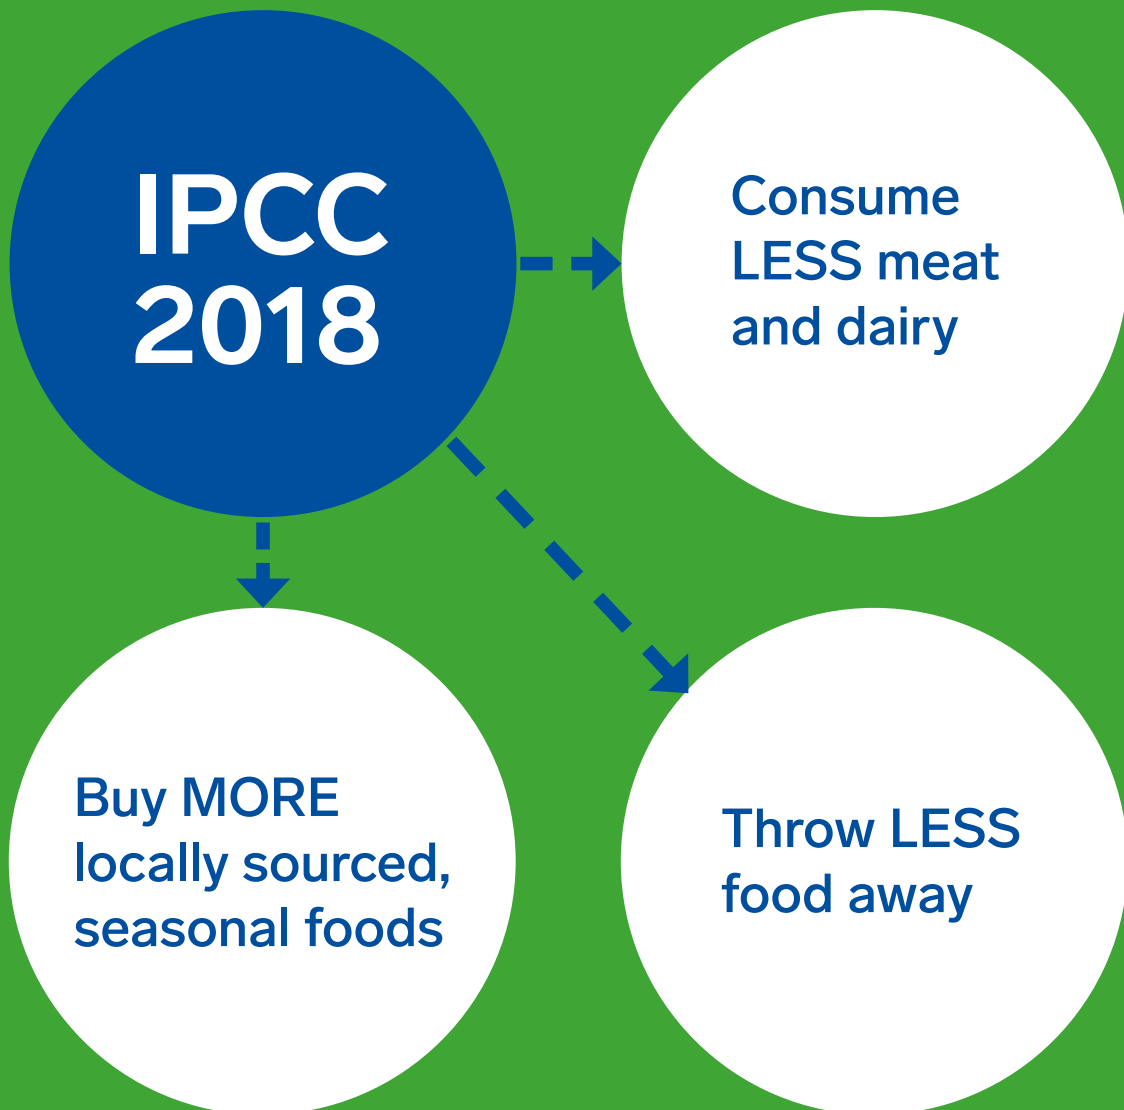 IPCC
2018
Consume
LESS meat
and dairy
Buy MORE
locally sourced,
seasonal foods
Throw LESS
food away